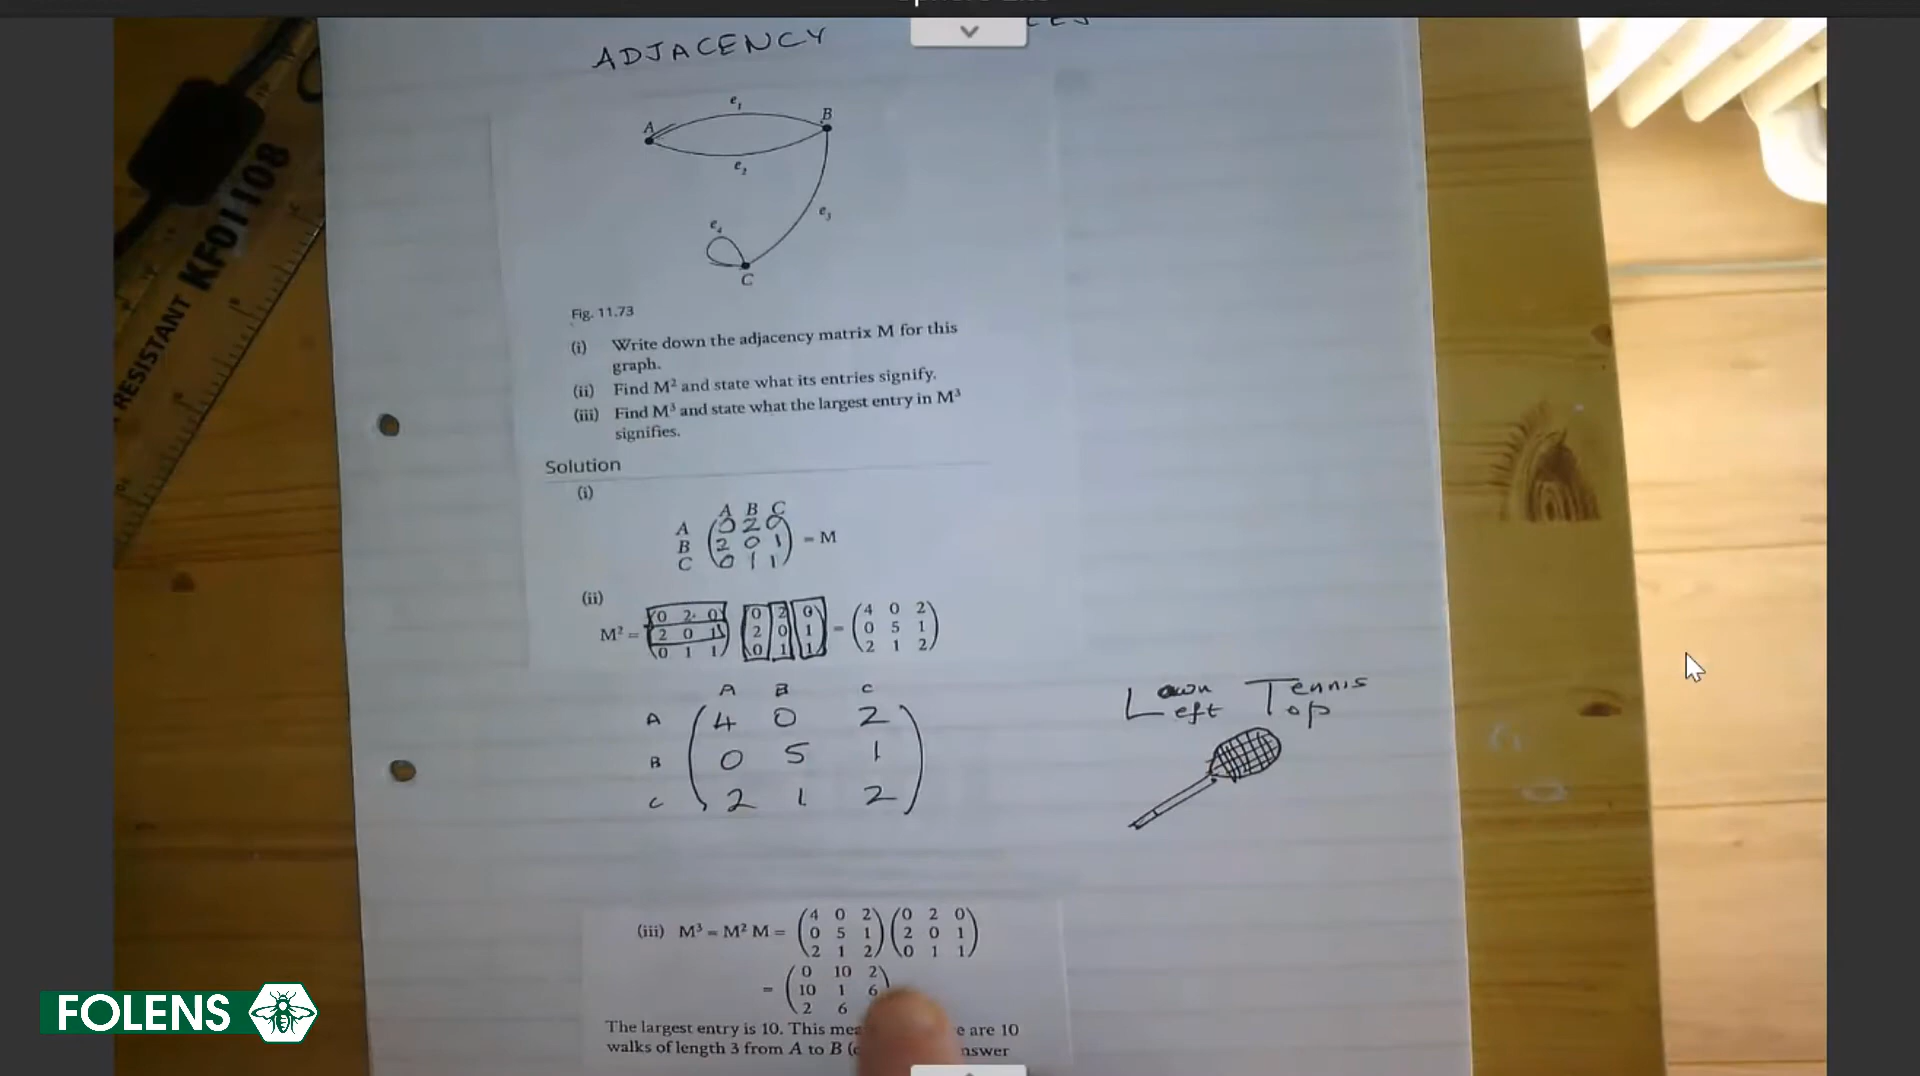 ADJACENCY
e₁
A B
e₂
e₃
e₄
C
Fig. 11.73
(i) Write down the adjacency matrix M for this
graph.
(ii) Find M² and state what its entries signify.
(iii) Find M³ and state what the largest entry in M³
signifies.
Solution
(i)
A B C
A 0 2 0
B 2 0 1 = M
C 0 1 1
(ii)
0 2 0 0 2 0 4 0 2
M² = 2 0 1 2 0 1 = 0 5 1
0 1 1 0 1 1 2 1 2
A B C
A 4 0 2
B 0 5 1
C 2 1 2
Lawn Tennis
Left Top
4 0 2 0 2 0
(iii) M³ = M² M = 0 5 1 2 0 1
2 1 2 0 1 1
0 10 2
= 10 1 6
2 6
The largest entry is 10. This are 10
walks of length 3 from A to B
RESISTANT KF01108
FOLENS